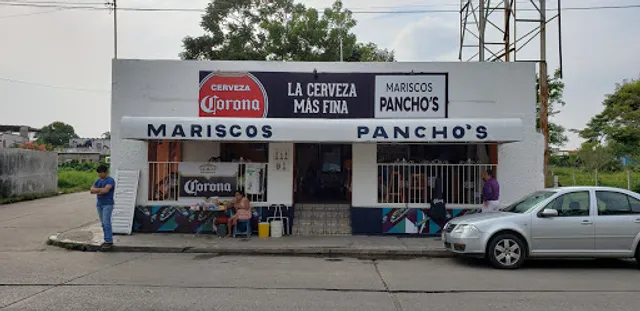 CERVEZA
Corona
LA CERVEZA
MÁS FINA
MARISCOS
PANCHO'S
MARISCOS PANCHO'S
Corona